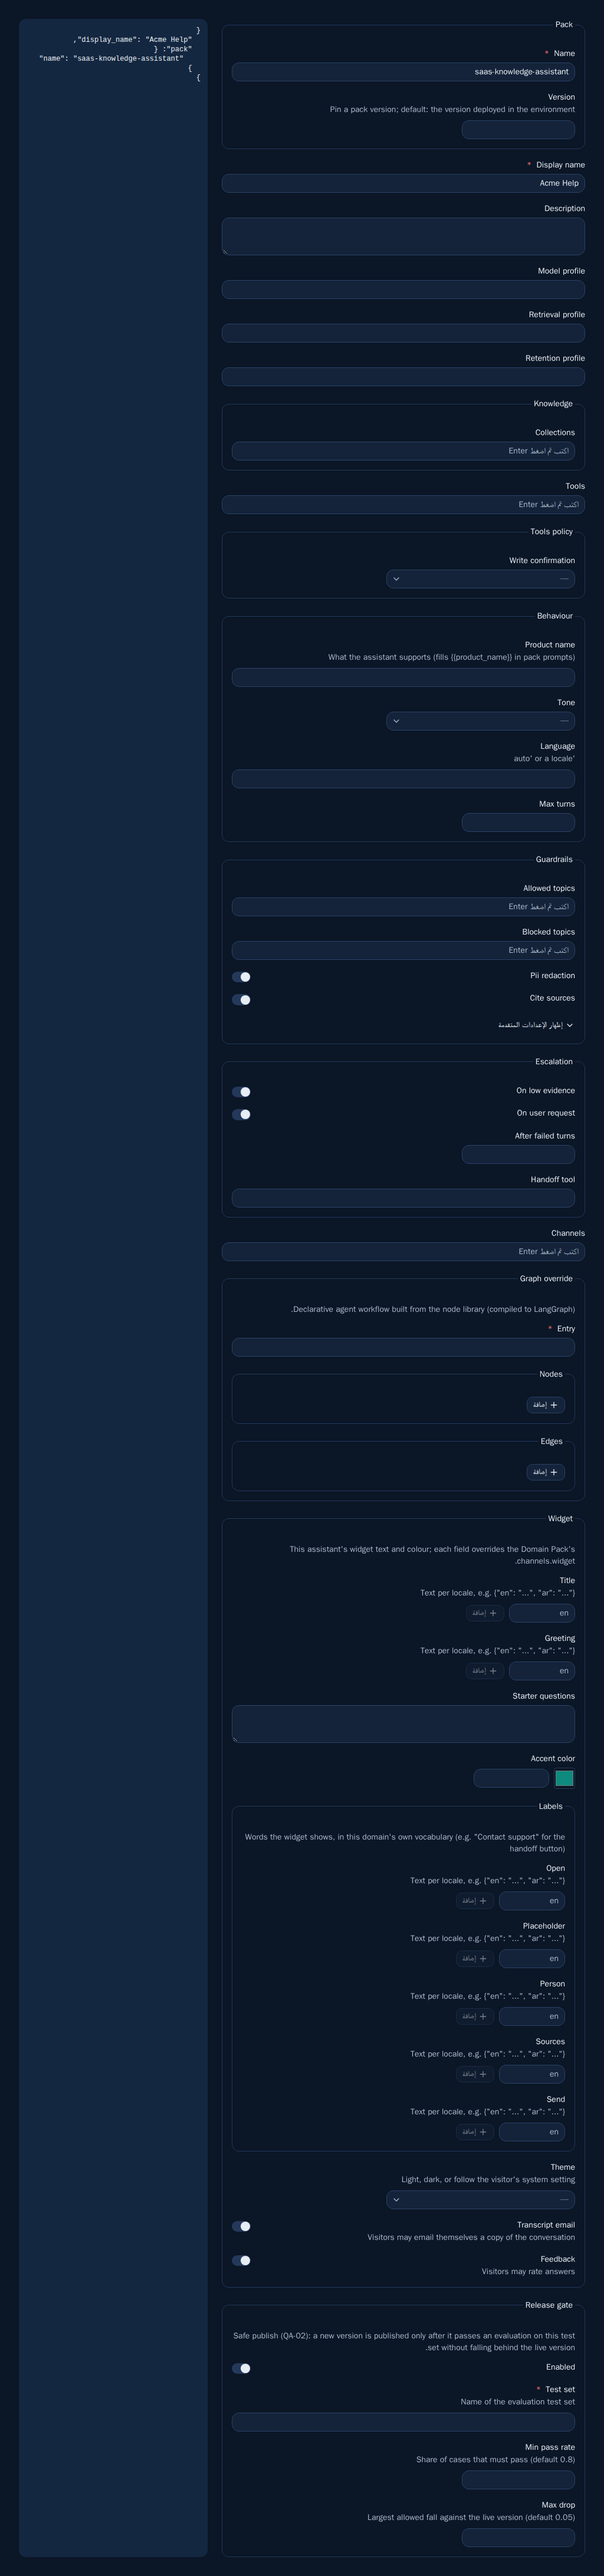 Pack
Name *
saas-knowledge-assistant
Version
Pin a pack version; default: the version deployed in the environment
Display name *
Acme Help
Description
Model profile
Retrieval profile
Retention profile
Knowledge
Collections
اكتب ثم اضغط Enter
Tools
اكتب ثم اضغط Enter
Tools policy
Write confirmation
—
Behaviour
Product name
What the assistant supports (fills {{product_name}} in pack prompts)
Tone
—
Language
'auto' or a locale
Max turns
Guardrails
Allowed topics
اكتب ثم اضغط Enter
Blocked topics
اكتب ثم اضغط Enter
Pii redaction
Cite sources
إظهار الإعدادات المتقدمة
Escalation
On low evidence
On user request
After failed turns
Handoff tool
Channels
اكتب ثم اضغط Enter
Graph override
Declarative agent workflow built from the node library (compiled to LangGraph).
Entry *
Nodes
+ إضافة
Edges
+ إضافة
Widget
This assistant's widget text and colour; each field overrides the Domain Pack's
channels.widget.
Title
Text per locale, e.g. {"en": "...", "ar": "..."}
en
+ إضافة
Greeting
Text per locale, e.g. {"en": "...", "ar": "..."}
en
+ إضافة
Starter questions
Accent color
Labels
Words the widget shows, in this domain's own vocabulary (e.g. "Contact support" for the
handoff button)
Open
Text per locale, e.g. {"en": "...", "ar": "..."}
en
+ إضافة
Placeholder
Text per locale, e.g. {"en": "...", "ar": "..."}
en
+ إضافة
Person
Text per locale, e.g. {"en": "...", "ar": "..."}
en
+ إضافة
Sources
Text per locale, e.g. {"en": "...", "ar": "..."}
en
+ إضافة
Send
Text per locale, e.g. {"en": "...", "ar": "..."}
en
+ إضافة
Theme
Light, dark, or follow the visitor's system setting
—
Transcript email
Visitors may email themselves a copy of the conversation
Feedback
Visitors may rate answers
Release gate
Safe publish (QA-02): a new version is published only after it passes an evaluation on this test
set without falling behind the live version.
Enabled
Test set *
Name of the evaluation test set
Min pass rate
Share of cases that must pass (default 0.8)
Max drop
Largest allowed fall against the live version (default 0.05)
{
"display_name": "Acme Help",
"pack": {
"name": "saas-knowledge-assistant"
}
}